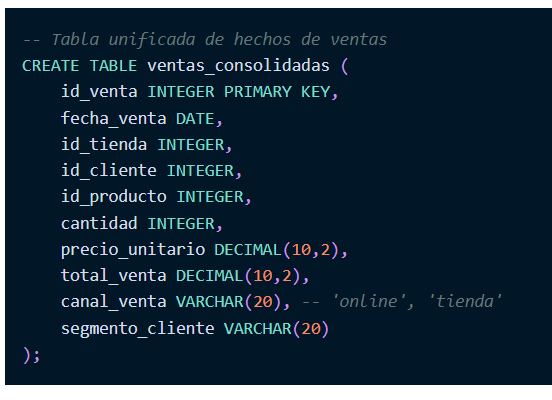 -- Tabla unificada de hechos de ventas
CREATE TABLE ventas_consolidadas (
    id_venta INTEGER PRIMARY KEY,
    fecha_venta DATE,
    id_tienda INTEGER,
    id_cliente INTEGER,
    id_producto INTEGER,
    cantidad INTEGER,
    precio_unitario DECIMAL(10,2),
    total_venta DECIMAL(10,2),
    canal_venta VARCHAR(20), -- 'online', 'tienda'
    segmento_cliente VARCHAR(20)
);